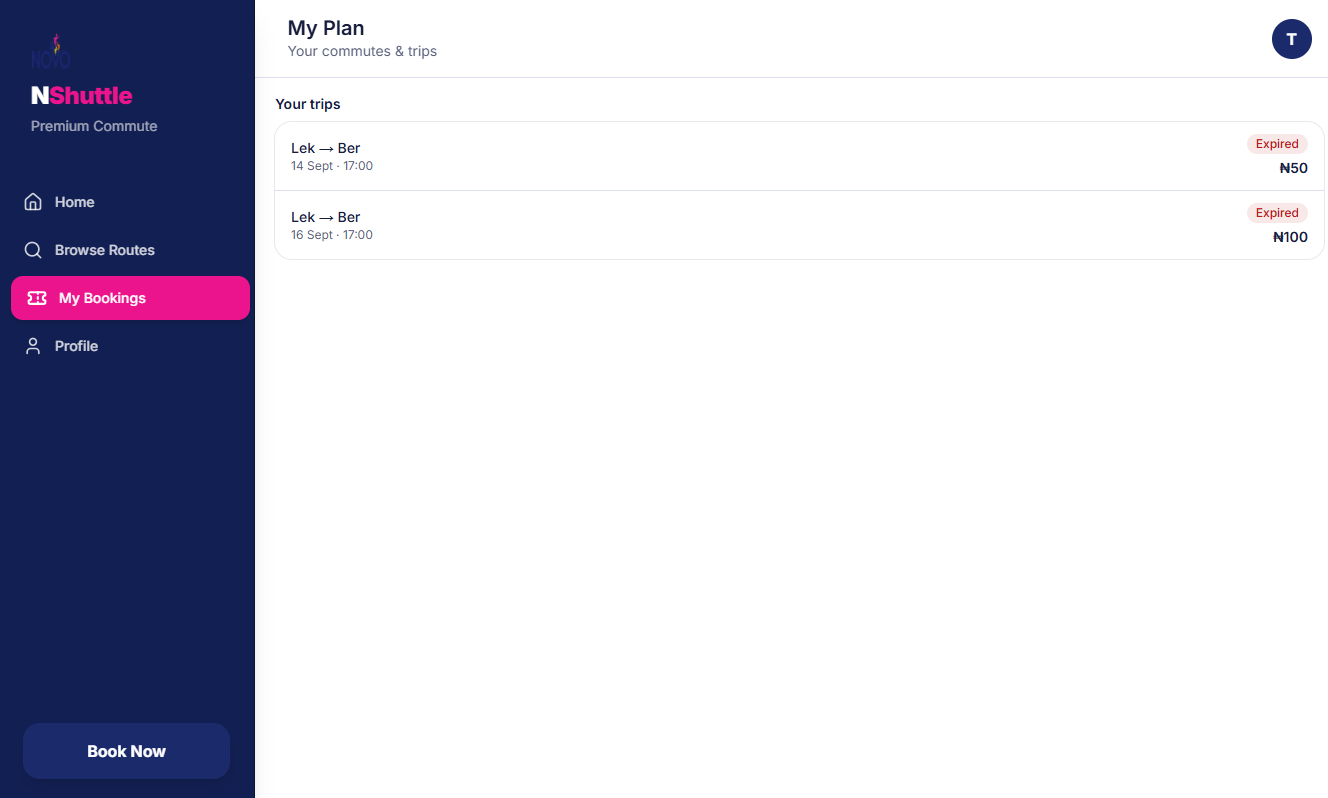 NOVO
NShuttle
Premium Commute
Home
Browse Routes
My Bookings
Profile
Book Now
My Plan
Your commutes & trips
T
Your trips
Lek → Ber
14 Sept · 17:00
Expired
₦50
Lek → Ber
16 Sept · 17:00
Expired
₦100